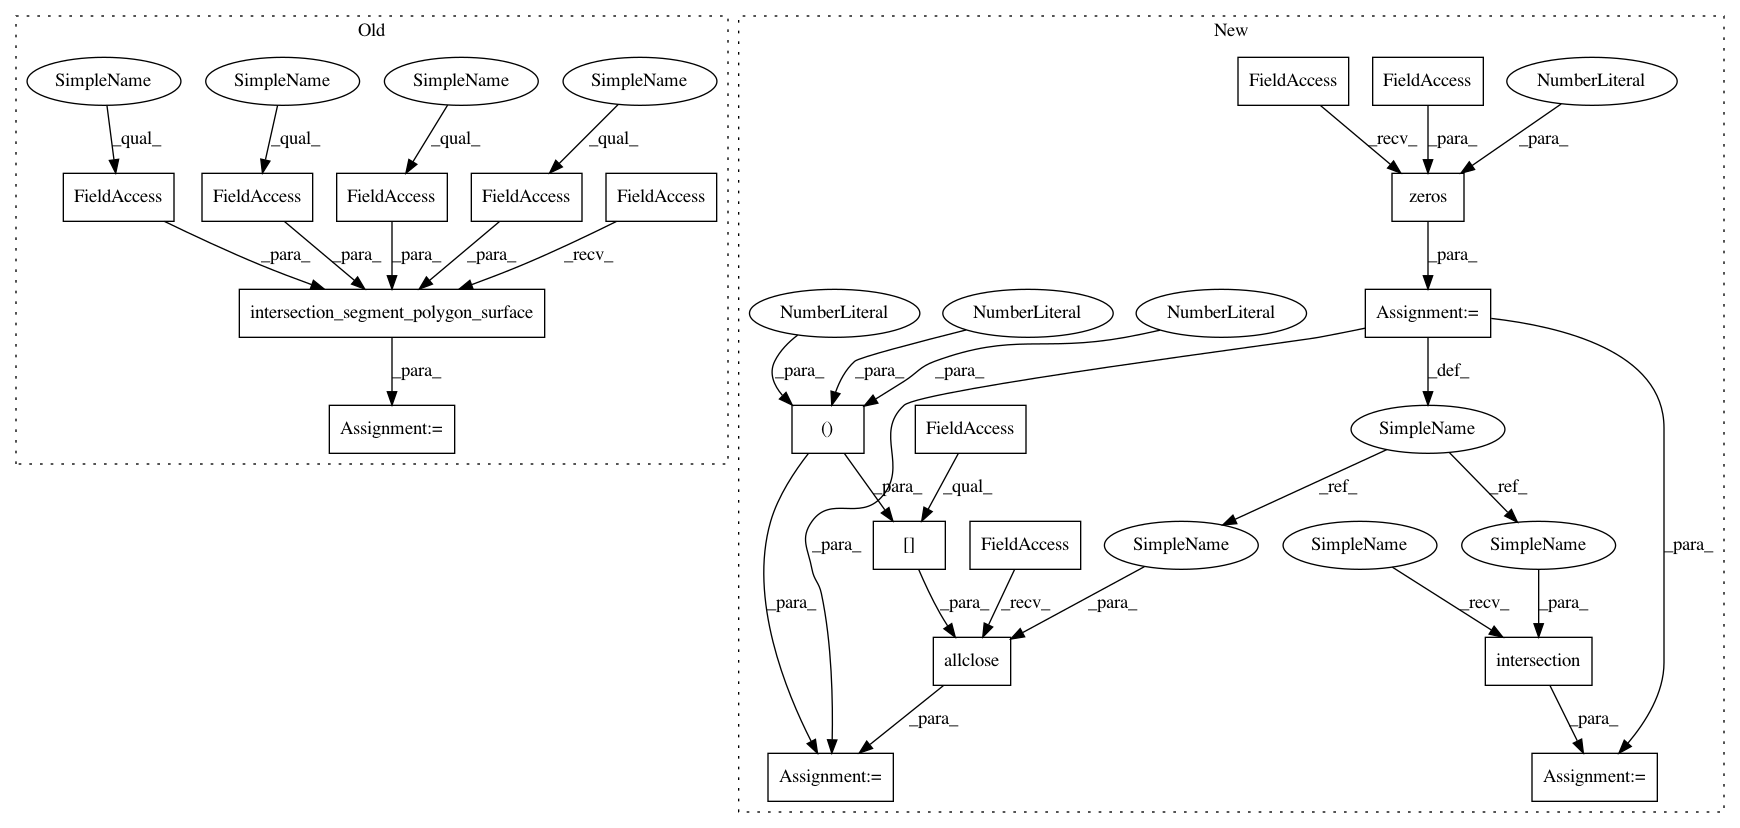 Old
New
SimpleName
SimpleName
SimpleName
SimpleName
FieldAccess
FieldAccess
NumberLiteral
_qual_
_qual_
_qual_
_qual_
_recv_
_para_
_para_
FieldAccess
FieldAccess
FieldAccess
FieldAccess
FieldAccess
zeros
_para_
_para_
_para_
_para_
_recv_
_para_
intersection_segment_polygon_surface
NumberLiteral
NumberLiteral
NumberLiteral
Assignment:=
_para_
_para_
_para_
_para_
_def_
Assignment:=
()
FieldAccess
SimpleName
_para_
_qual_
_ref_
_ref_
[]
FieldAccess
SimpleName
SimpleName
SimpleName
_para_
_para_
_para_
_para_
_recv_
_para_
_recv_
_para_
allclose
intersection
_para_
_para_
Assignment:=
Assignment:=